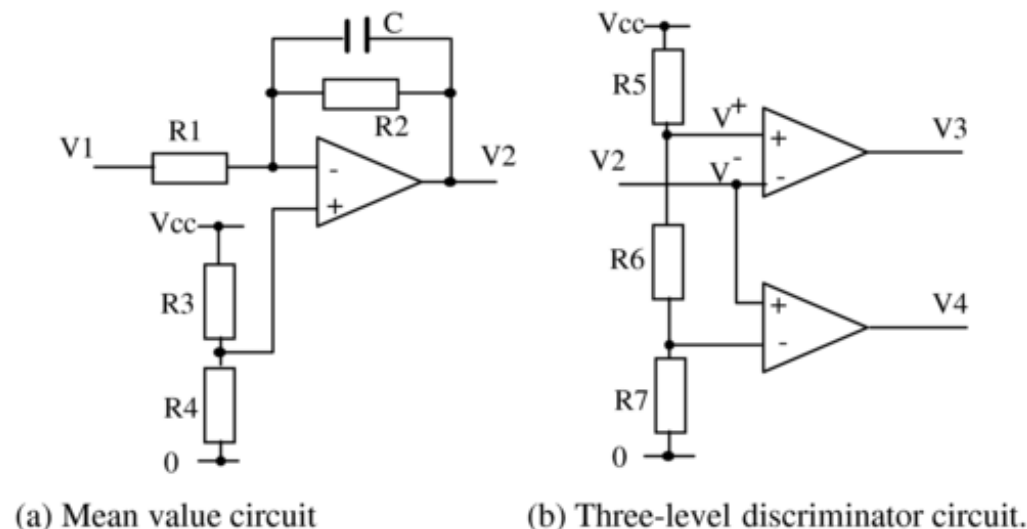 C
R2
R1
V1
V2
-
+
Vcc
R3
R4
0
(a) Mean value circuit
Vcc
R5
V+
V3
+
V2
V-
-
R6
V4
+
-
R7
0
(b) Three-level discriminator circuit